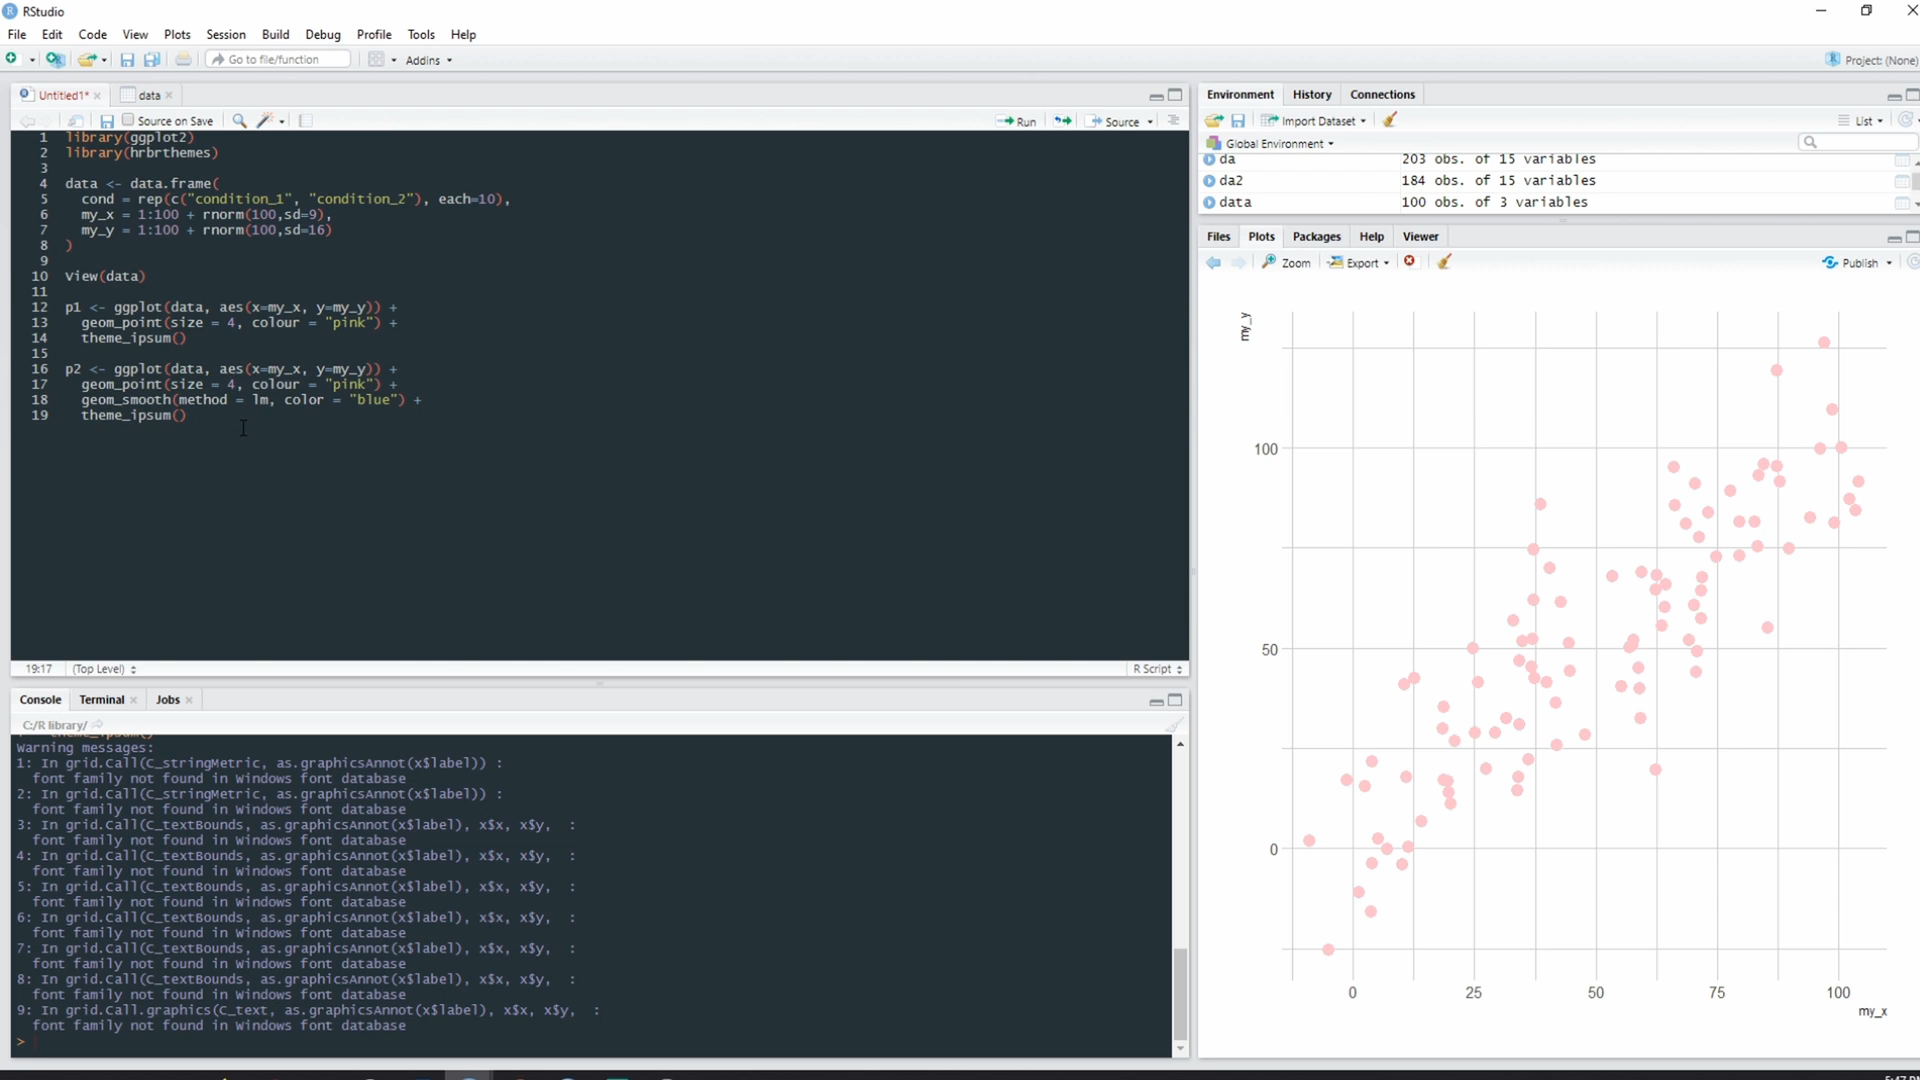 RStudio
File Edit Code View Plots Session Build Debug Profile Tools Help
Go to file/function Addins Project: (None)
Untitled1* data
Source on Save Run Source
1 library(ggplot2)
2 library(hrbrthemes)
3
4 data <- data.frame(
5 cond = rep(c("condition_1", "condition_2"), each=10),
6 my_x = 1:100 + rnorm(100,sd=9),
7 my_y = 1:100 + rnorm(100,sd=16)
8 )
9
10 View(data)
11
12 p1 <- ggplot(data, aes(x=my_x, y=my_y)) +
13 geom_point(size = 4, colour = "pink") +
14 theme_ipsum()
15
16 p2 <- ggplot(data, aes(x=my_x, y=my_y)) +
17 geom_point(size = 4, colour = "pink") +
18 geom_smooth(method = lm, color = "blue") +
19 theme_ipsum()
19:17 (Top Level) R Script
Console Terminal Jobs
C:/R library/
Warning messages:
1: In grid.Call(C_stringMetric, as.graphicsAnnot(x$label)) :
font family not found in Windows font database
2: In grid.Call(C_stringMetric, as.graphicsAnnot(x$label)) :
font family not found in Windows font database
3: In grid.Call(C_textBounds, as.graphicsAnnot(x$label), x$x, x$y, :
font family not found in Windows font database
4: In grid.Call(C_textBounds, as.graphicsAnnot(x$label), x$x, x$y, :
font family not found in Windows font database
5: In grid.Call(C_textBounds, as.graphicsAnnot(x$label), x$x, x$y, :
font family not found in Windows font database
6: In grid.Call(C_textBounds, as.graphicsAnnot(x$label), x$x, x$y, :
font family not found in Windows font database
7: In grid.Call(C_textBounds, as.graphicsAnnot(x$label), x$x, x$y, :
font family not found in Windows font database
8: In grid.Call(C_textBounds, as.graphicsAnnot(x$label), x$x, x$y, :
font family not found in Windows font database
9: In grid.Call.graphics(C_text, as.graphicsAnnot(x$label), x$x, x$y, :
font family not found in Windows font database
>
Environment History Connections
Import Dataset List
Global Environment
da 203 obs. of 15 variables
da2 184 obs. of 15 variables
data 100 obs. of 3 variables
Files Plots Packages Help Viewer
Zoom Export Publish
my_y
100
50
0
0 25 50 75 100
my_x